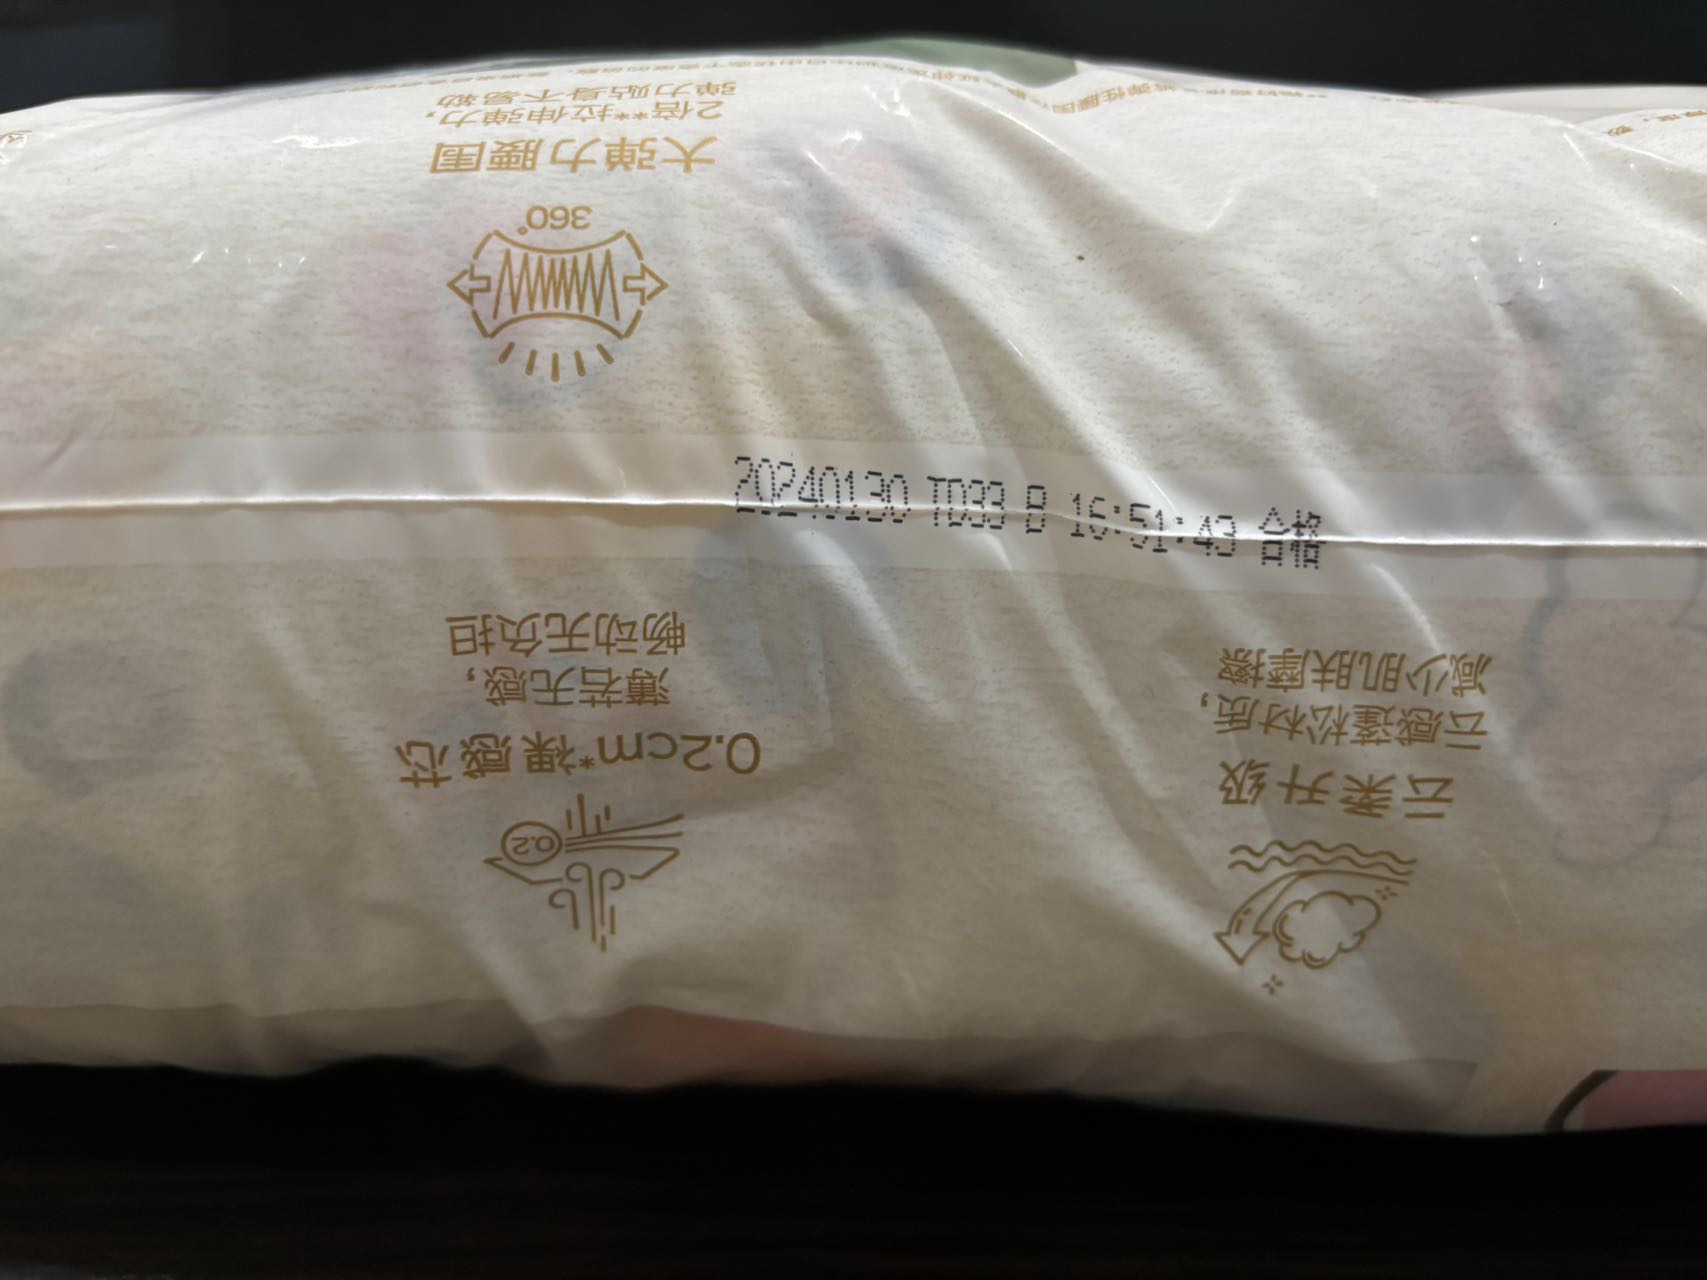 20240130 T033 B 16:51:43 合格
云柔升级
云感蓬松材质，
减少肌肤摩擦
0.2
0.2cm*裸感芯
薄若无感，
畅动无负担
360°
大弹力腰围
2倍**拉伸弹力，
弹力贴身不易勒